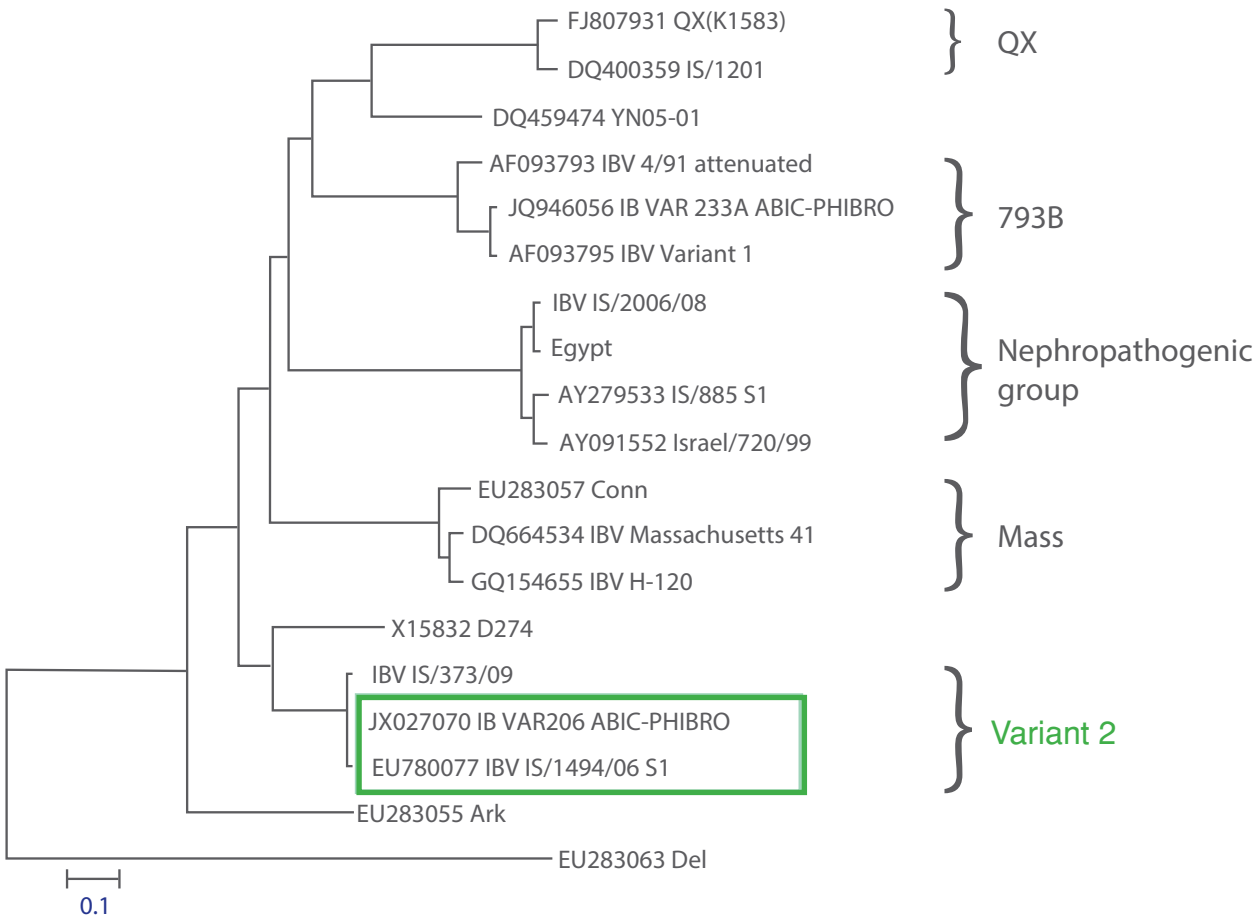 FJ807931 QX(K1583)
DQ400359 IS/1201
QX
DQ459474 YN05-01
AF093793 IBV 4/91 attenuated
JQ946056 IB VAR 233A ABIC-PHIBRO
AF093795 IBV Variant 1
793B
IBV IS/2006/08
Egypt
AY279533 IS/885 S1
AY091552 Israel/720/99
Nephropathogenic
group
EU283057 Conn
DQ664534 IBV Massachusetts 41
GQ154655 IBV H-120
Mass
X15832 D274
IBV IS/373/09
JX027070 IB VAR206 ABIC-PHIBRO
EU780077 IBV IS/1494/06 S1
Variant 2
EU283055 Ark
EU283063 Del
0.1